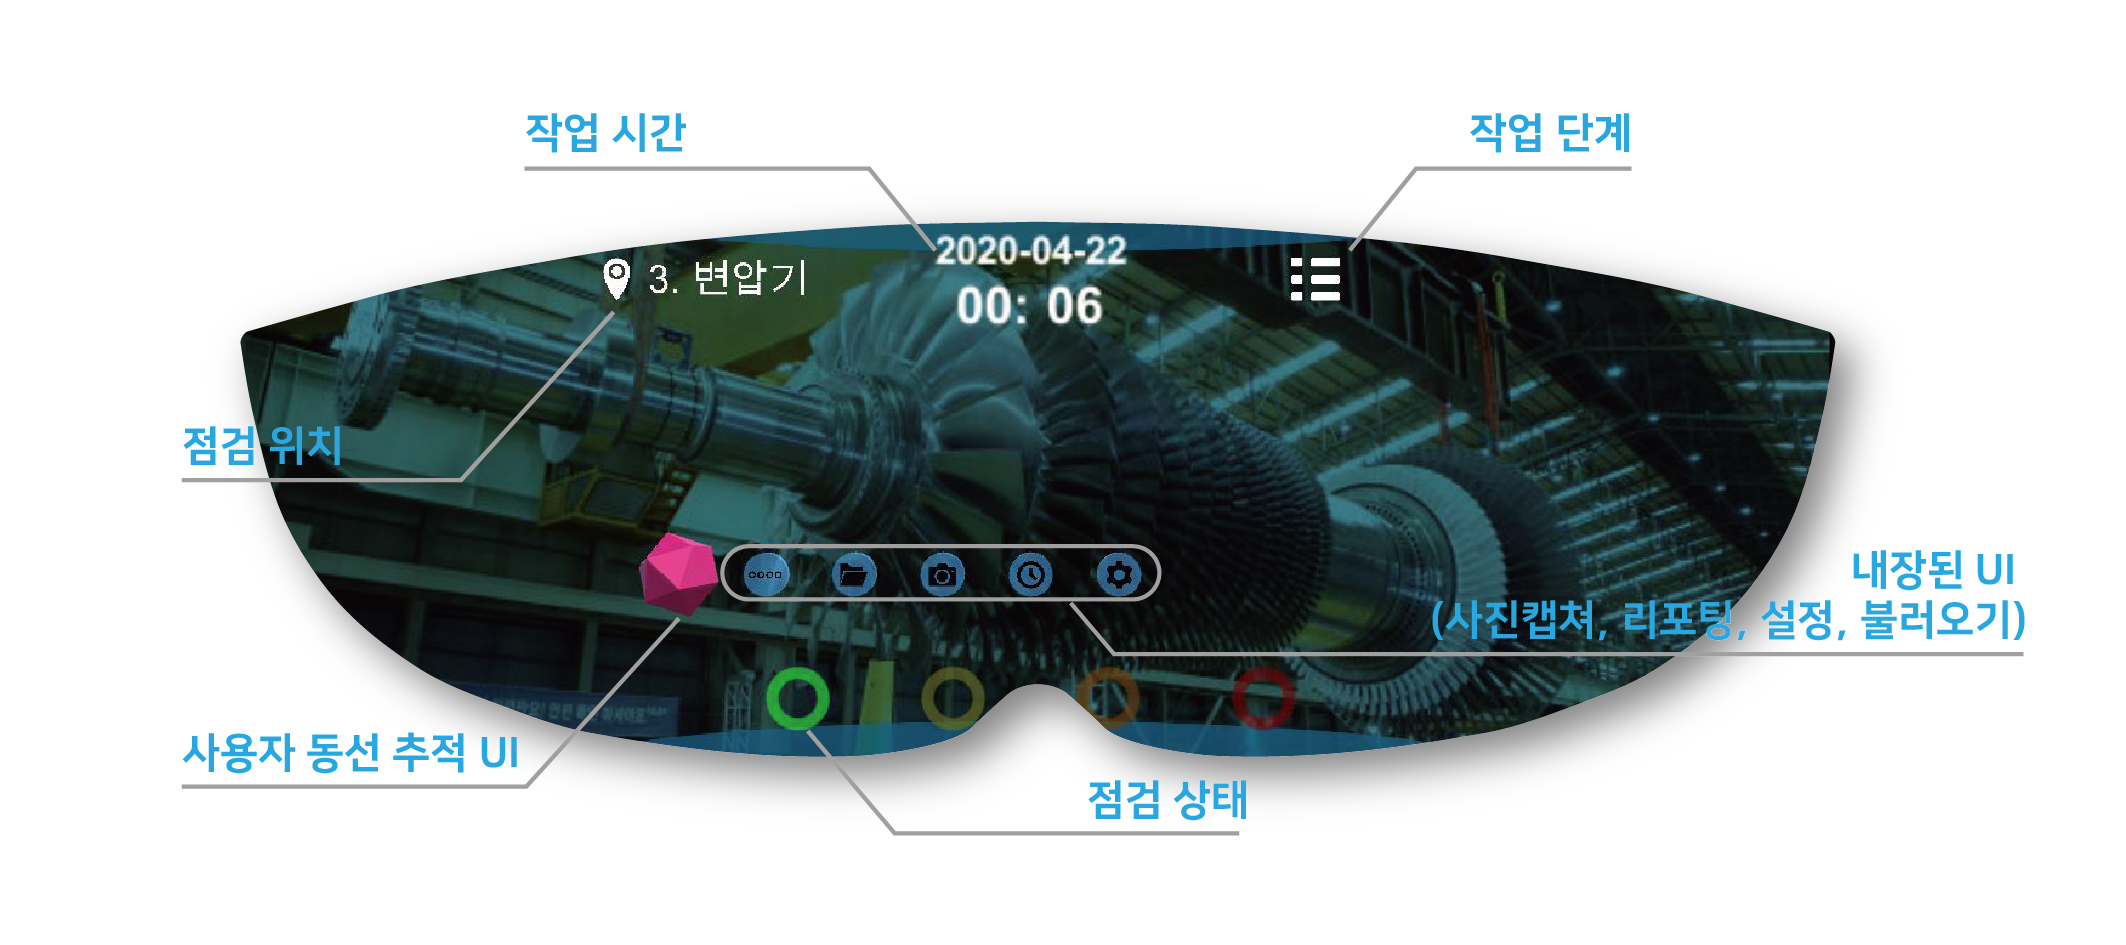 작업 시간
작업 단계
2020-04-22
3. 변압기
00: 06
점검 위치
내장된 UI
(사진캡쳐, 리포팅, 설정, 불러오기)
사용자 동선 추적 UI
점검 상태